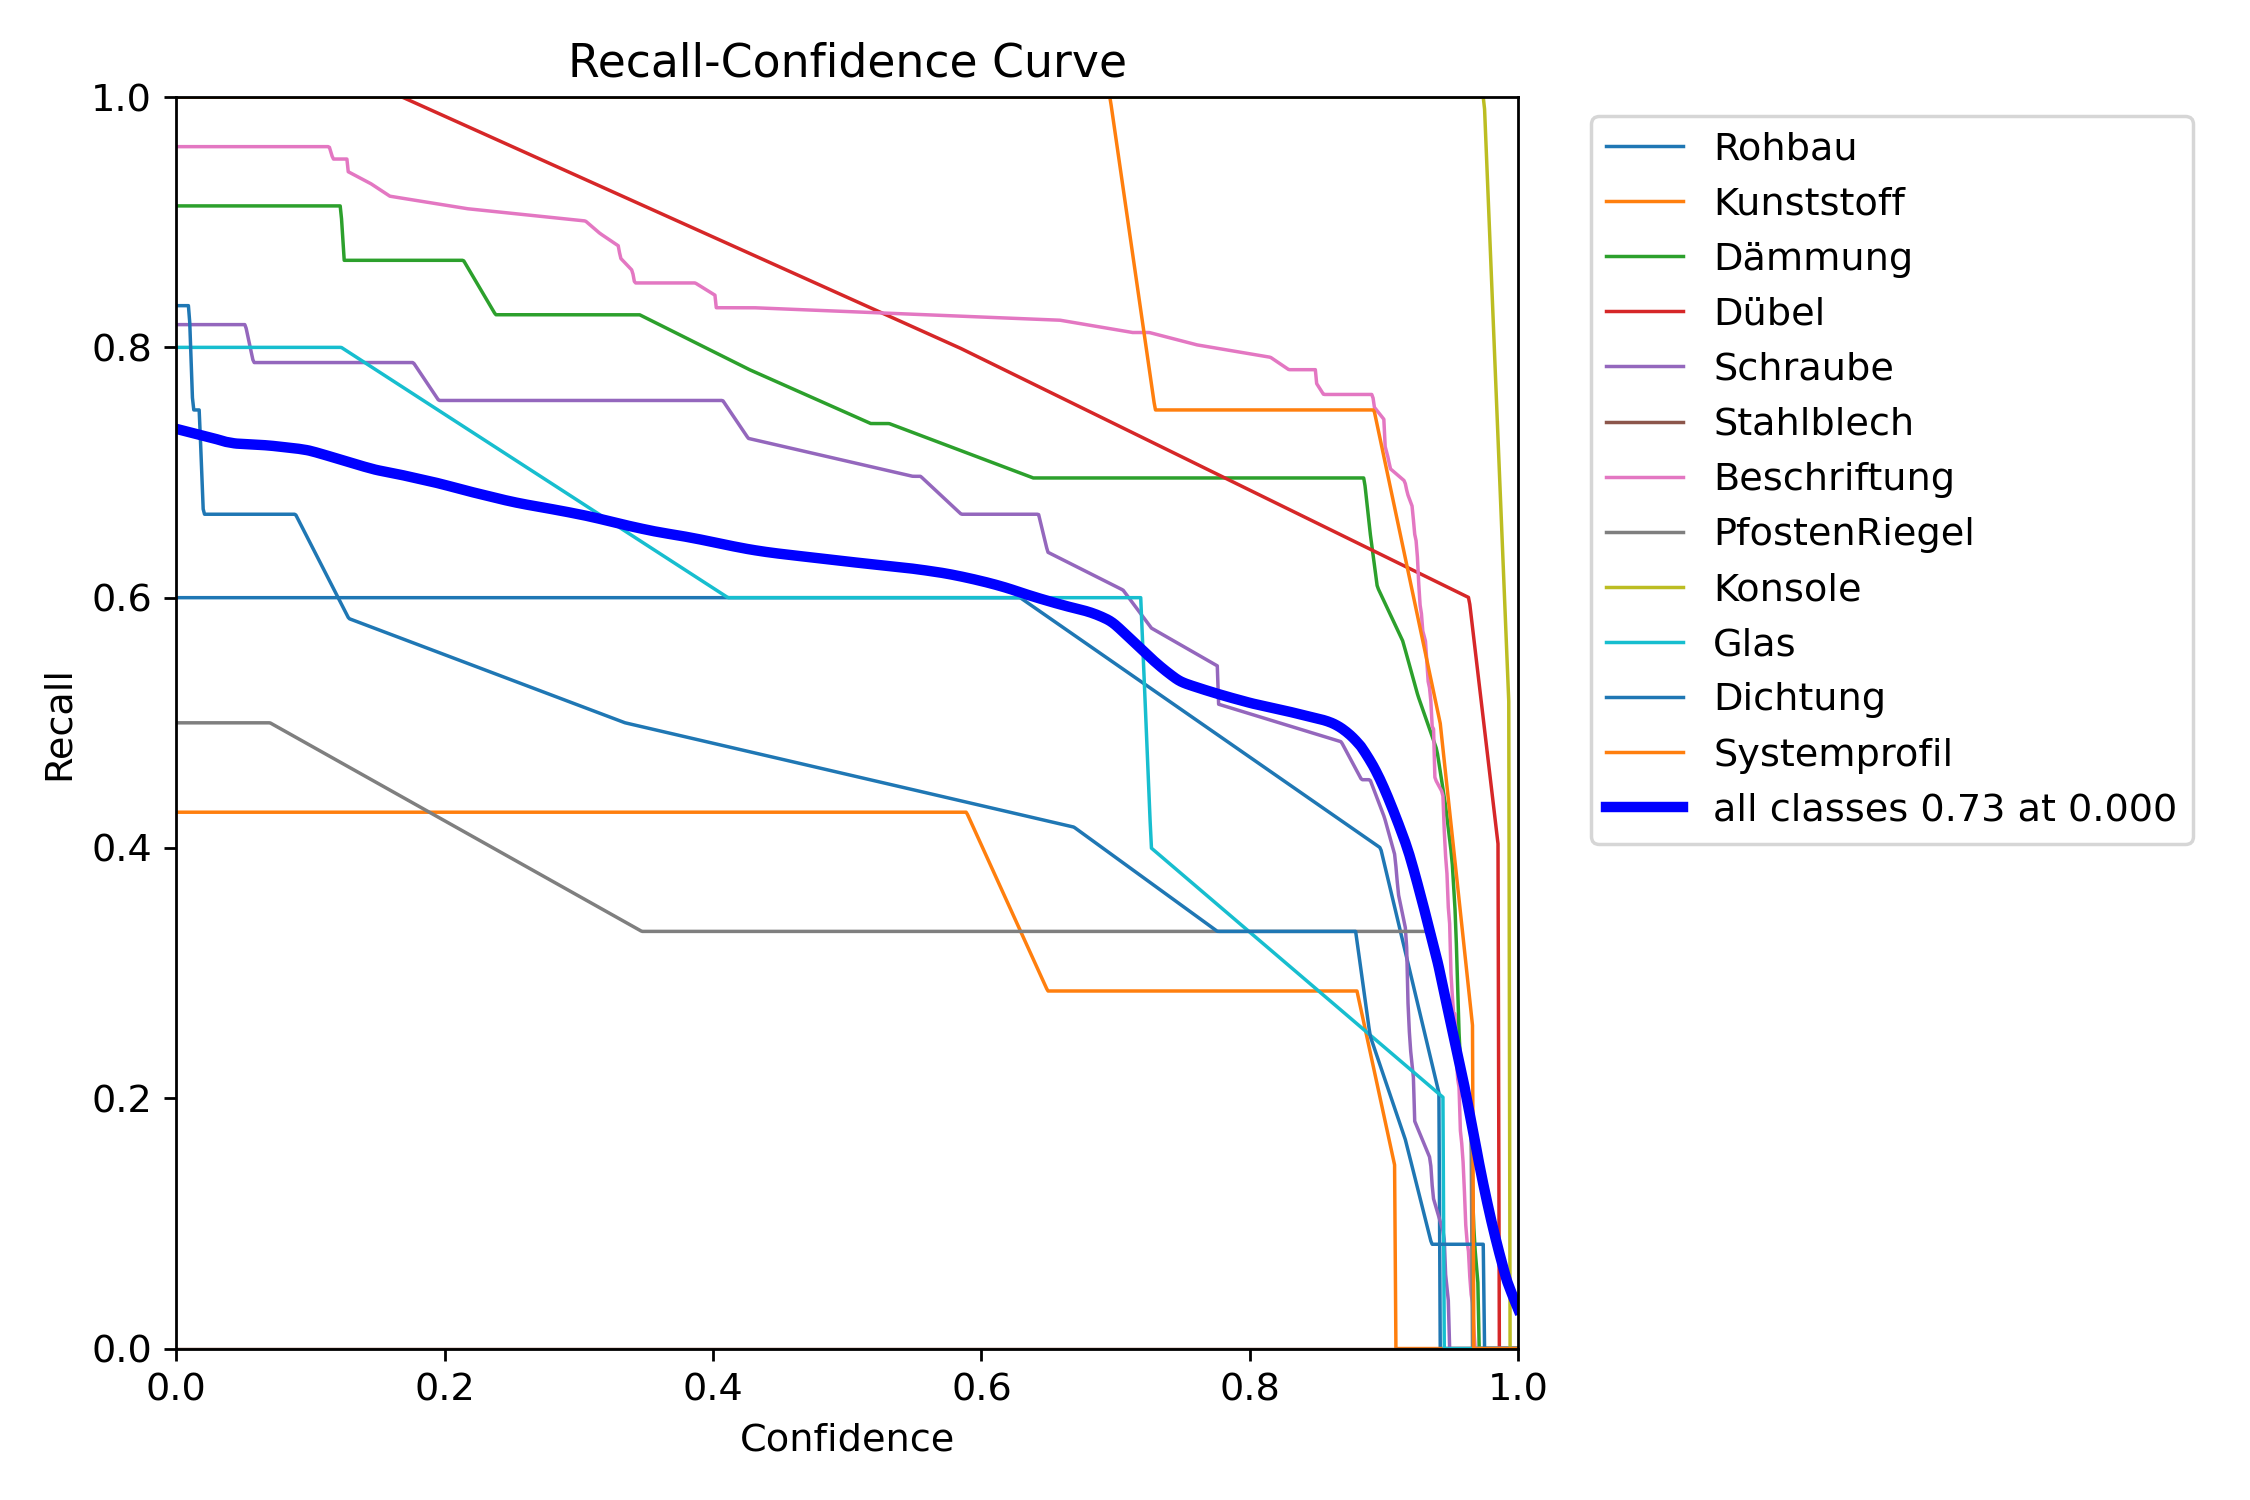 Recall-Confidence Curve
1.0
0.8
0.6
0.4
0.2
0.0
Recall
0.0 0.2 0.4 0.6 0.8 1.0
Confidence
Rohbau
Kunststoff
Dämmung
Dübel
Schraube
Stahlblech
Beschriftung
PfostenRiegel
Konsole
Glas
Dichtung
Systemprofil
all classes 0.73 at 0.000